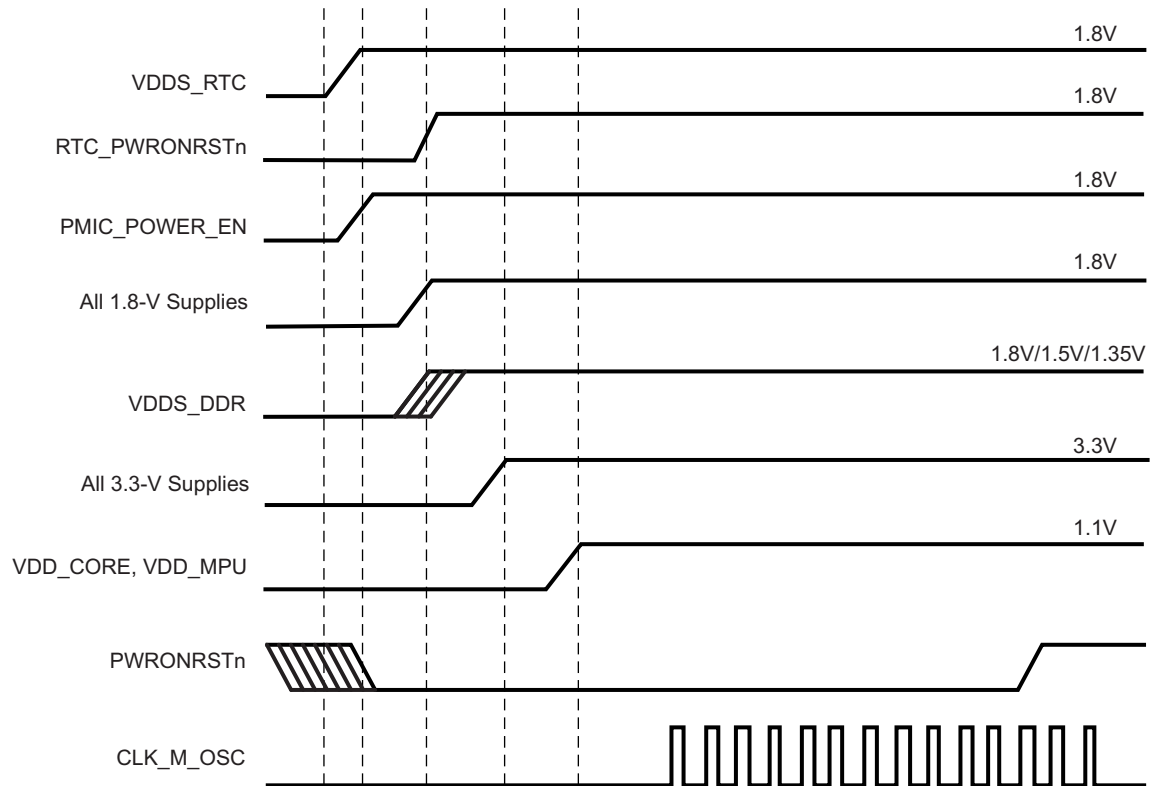 1.8V
VDDS_RTC
1.8V
RTC_PWRONRSTn
1.8V
PMIC_POWER_EN
1.8V
All 1.8-V Supplies
1.8V/1.5V/1.35V
VDDS_DDR
3.3V
All 3.3-V Supplies
1.1V
VDD_CORE, VDD_MPU
PWRONRSTn
CLK_M_OSC